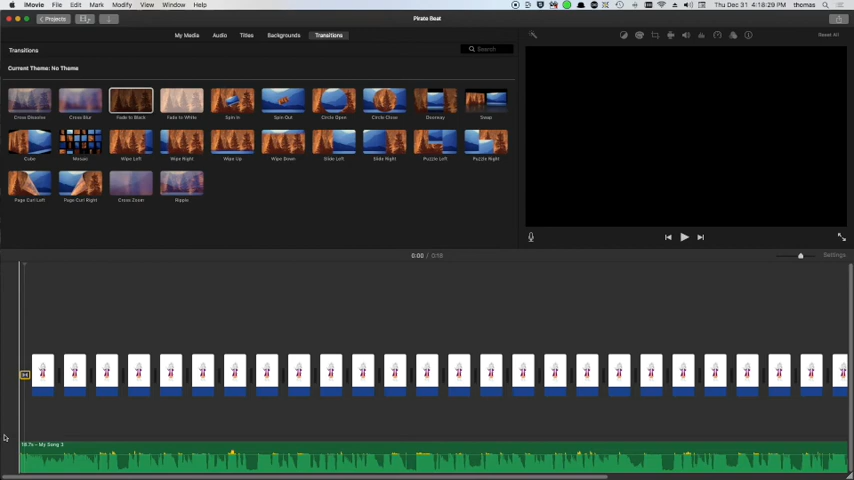 iMovie File Edit Mark Modify View Window Help
Thu Dec 31 4:18:29 PM thomas
Projects
Pirate Beat
My Media Audio Titles Backgrounds Transitions
Reset All
Transitions
Search
Current Theme: No Theme
Cross Dissolve Cross Blur Fade to Black Fade to White Spin In Spin Out Circle Open Circle Close Doorway Swap
Cube Mosaic Wipe Left Wipe Right Wipe Up Wipe Down Slide Left Slide Right Puzzle Left Puzzle Right
Page Curl Left Page Curl Right Cross Zoom Ripple
0:00 / 0:18
Settings
18.7s – My Song 3